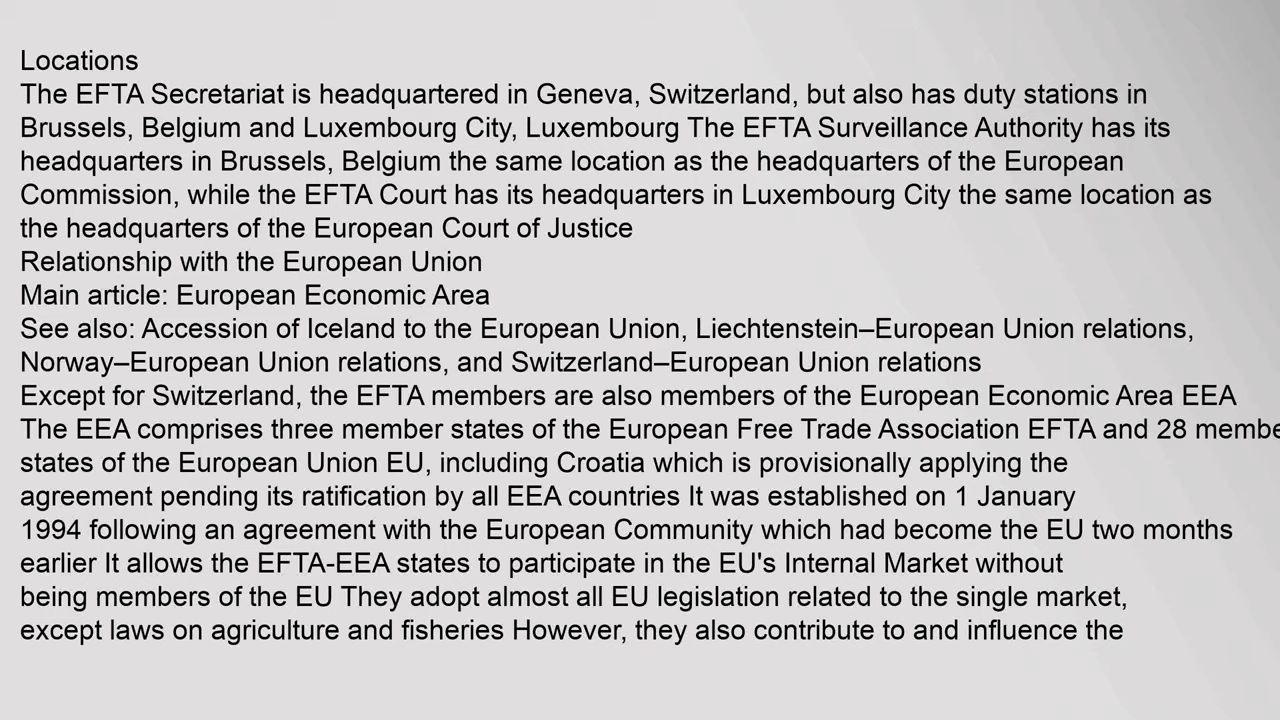 Locations
The EFTA Secretariat is headquartered in Geneva, Switzerland, but also has duty stations in
Brussels, Belgium and Luxembourg City, Luxembourg The EFTA Surveillance Authority has its
headquarters in Brussels, Belgium the same location as the headquarters of the European
Commission, while the EFTA Court has its headquarters in Luxembourg City the same location as
the headquarters of the European Court of Justice
Relationship with the European Union
Main article: European Economic Area
See also: Accession of Iceland to the European Union, Liechtenstein–European Union relations,
Norway–European Union relations, and Switzerland–European Union relations
Except for Switzerland, the EFTA members are also members of the European Economic Area EEA
The EEA comprises three member states of the European Free Trade Association EFTA and 28 membe
states of the European Union EU, including Croatia which is provisionally applying the
agreement pending its ratification by all EEA countries It was established on 1 January
1994 following an agreement with the European Community which had become the EU two months
earlier It allows the EFTA-EEA states to participate in the EU's Internal Market without
being members of the EU They adopt almost all EU legislation related to the single market,
except laws on agriculture and fisheries However, they also contribute to and influence the